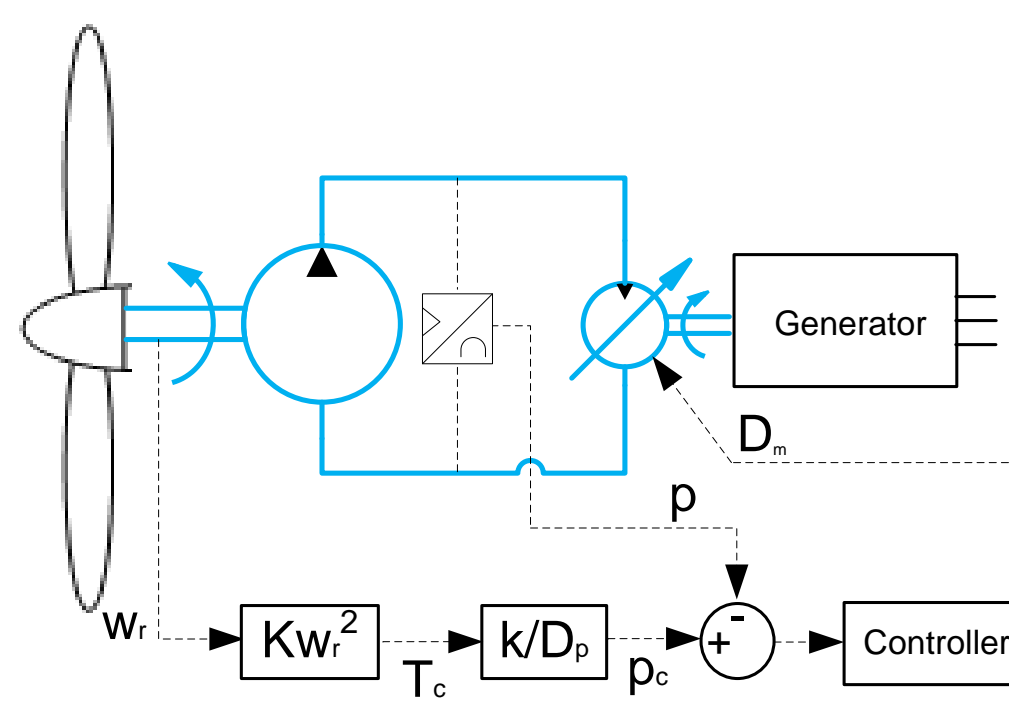 Generator
Dm
p
wr
Kwr²
Tc
k/Dp
pc
+
-
Controller